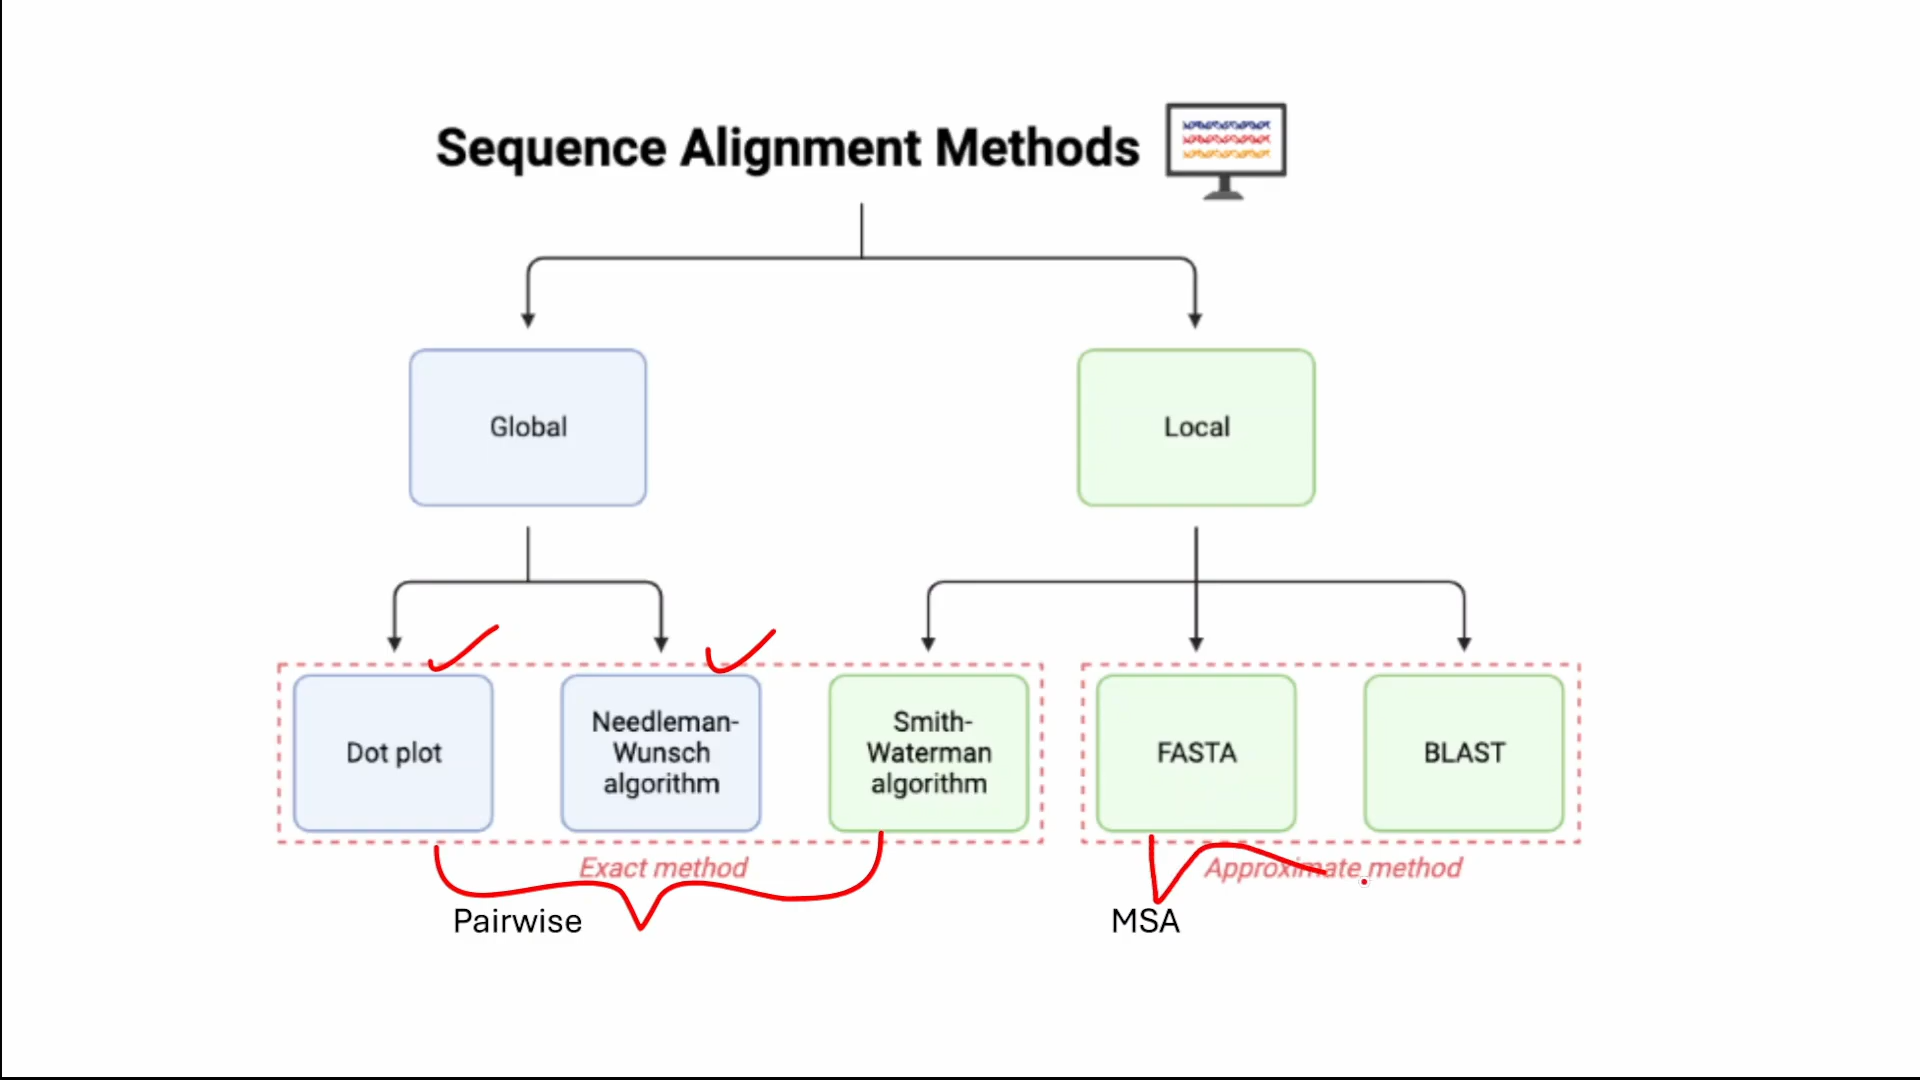 Sequence Alignment Methods
Global
Local
Dot plot
Needleman-
Wunsch
algorithm
Smith-
Waterman
algorithm
FASTA
BLAST
Exact method
Approximate method
Pairwise
MSA